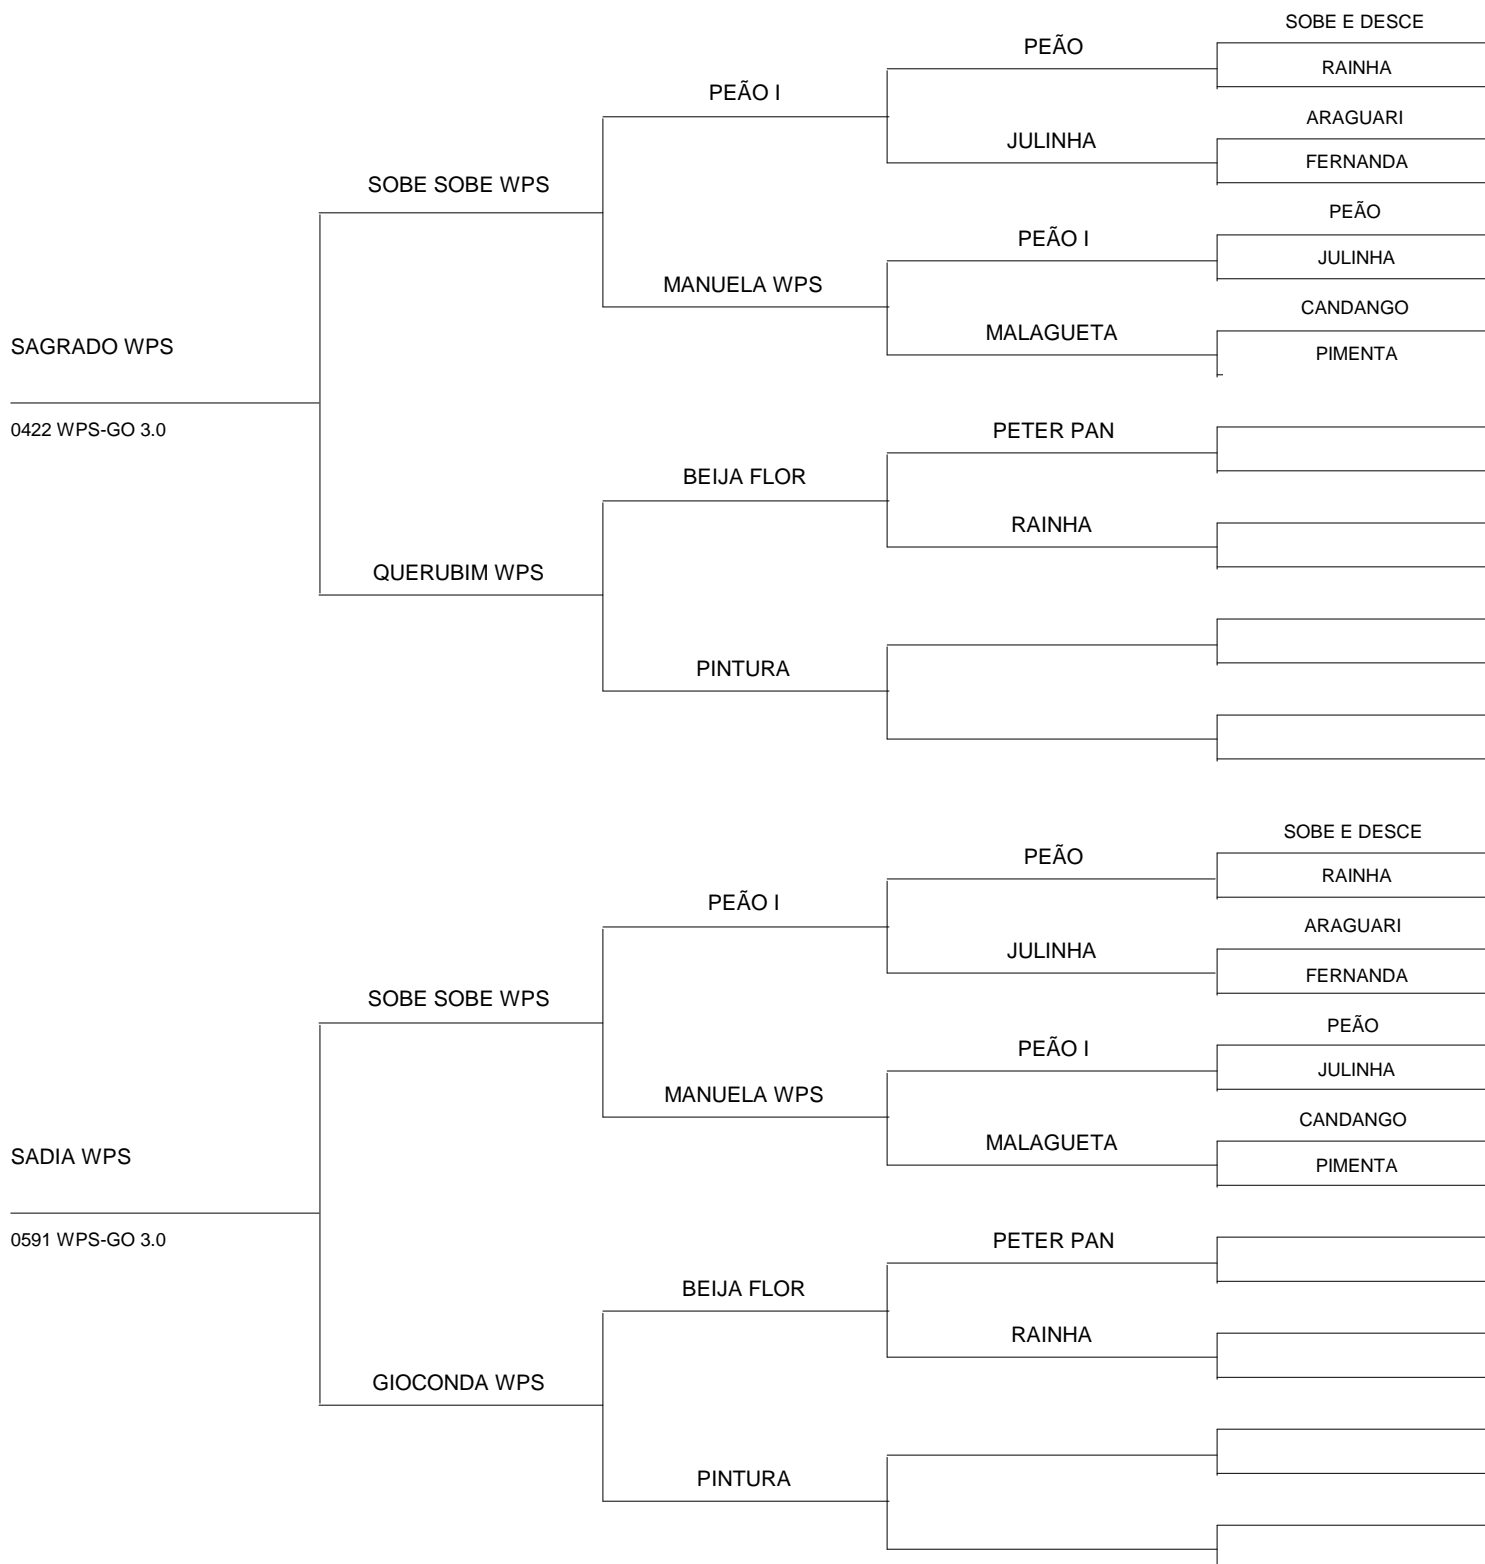 SOBE E DESCE
PEÃO
RAINHA
PEÃO I
ARAGUARI
JULINHA
FERNANDA
SOBE SOBE WPS
PEÃO
PEÃO I
JULINHA
MANUELA WPS
CANDANGO
MALAGUETA
SAGRADO WPS
PIMENTA
0422 WPS-GO 3.0
PETER PAN
BEIJA FLOR
RAINHA
QUERUBIM WPS
PINTURA
SOBE E DESCE
PEÃO
RAINHA
PEÃO I
ARAGUARI
JULINHA
FERNANDA
SOBE SOBE WPS
PEÃO
PEÃO I
JULINHA
MANUELA WPS
CANDANGO
MALAGUETA
SADIA WPS
PIMENTA
0591 WPS-GO 3.0
PETER PAN
BEIJA FLOR
RAINHA
GIOCONDA WPS
PINTURA